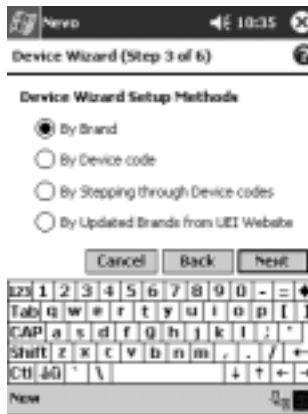 Nevo 10:35
Device Wizard (Step 3 of 6)
Device Wizard Setup Methods
By Brand
By Device code
By Stepping through Device codes
By Updated Brands from UEI Website
Cancel Back Next
123 1 2 3 4 5 6 7 8 9 0 - =
Tab q w e r t y u i o p [ ]
CAP a s d f g h j k l ; '
Shift z x c v b n m , . /
Ctl áü ` \
New